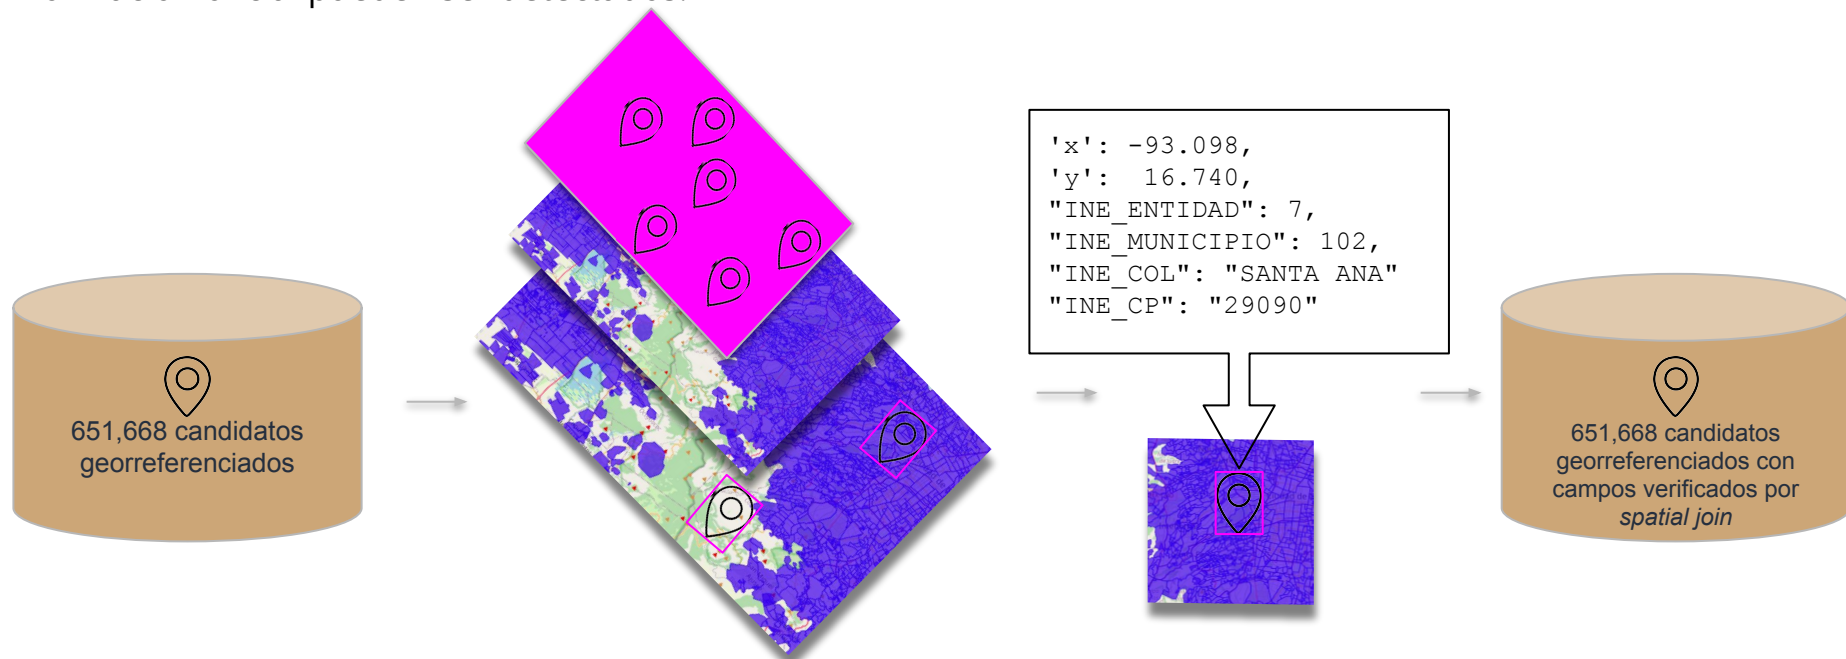 651,668 candidatos
georreferenciados
'x': -93.098,
'y':  16.740,
"INE_ENTIDAD": 7,
"INE_MUNICIPIO": 102,
"INE_COL": "SANTA ANA"
"INE_CP": "29090"
651,668 candidatos
georreferenciados con
campos verificados por
spatial join